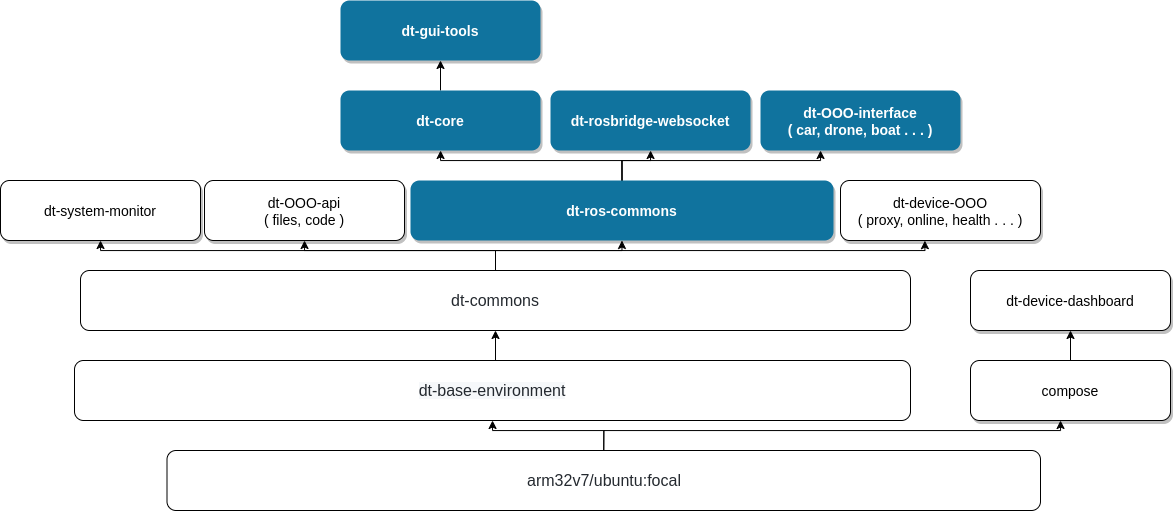 dt-gui-tools
dt-core
dt-rosbridge-websocket
dt-OOO-interface
( car, drone, boat . . . )
dt-system-monitor
dt-OOO-api
( files, code )
dt-ros-commons
dt-device-OOO
( proxy, online, health . . . )
dt-commons
dt-device-dashboard
dt-base-environment
compose
arm32v7/ubuntu:focal